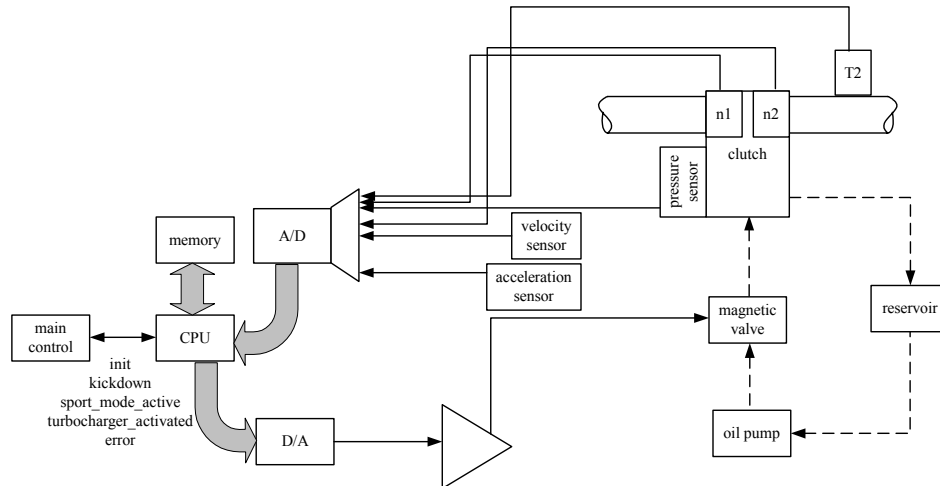 T2
n1
n2
clutch
pressure
sensor
A/D
velocity
sensor
memory
acceleration
sensor
main
control
CPU
magnetic
valve
reservoir
init
kickdown
sport_mode_active
turbocharger_activated
error
D/A
oil pump